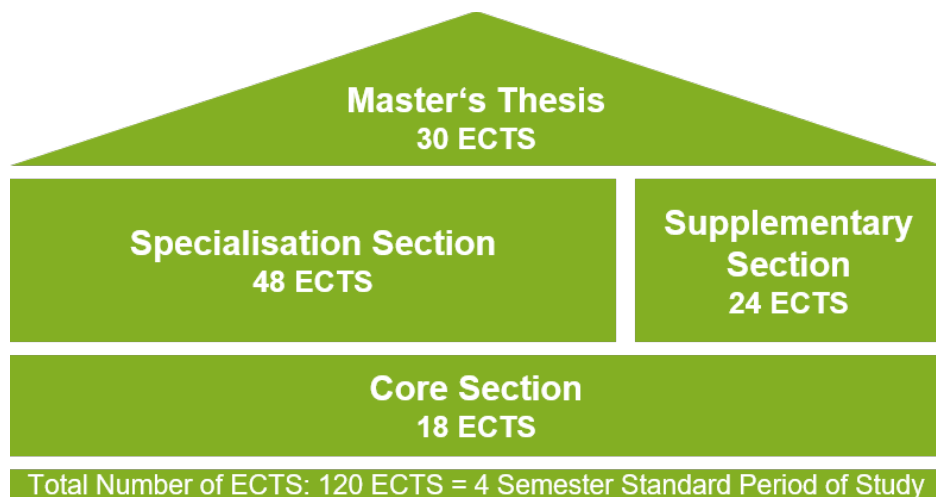 Master‘s Thesis
30 ECTS
Specialisation Section
48 ECTS
Supplementary
Section
24 ECTS
Core Section
18 ECTS
Total Number of ECTS: 120 ECTS = 4 Semester Standard Period of Study